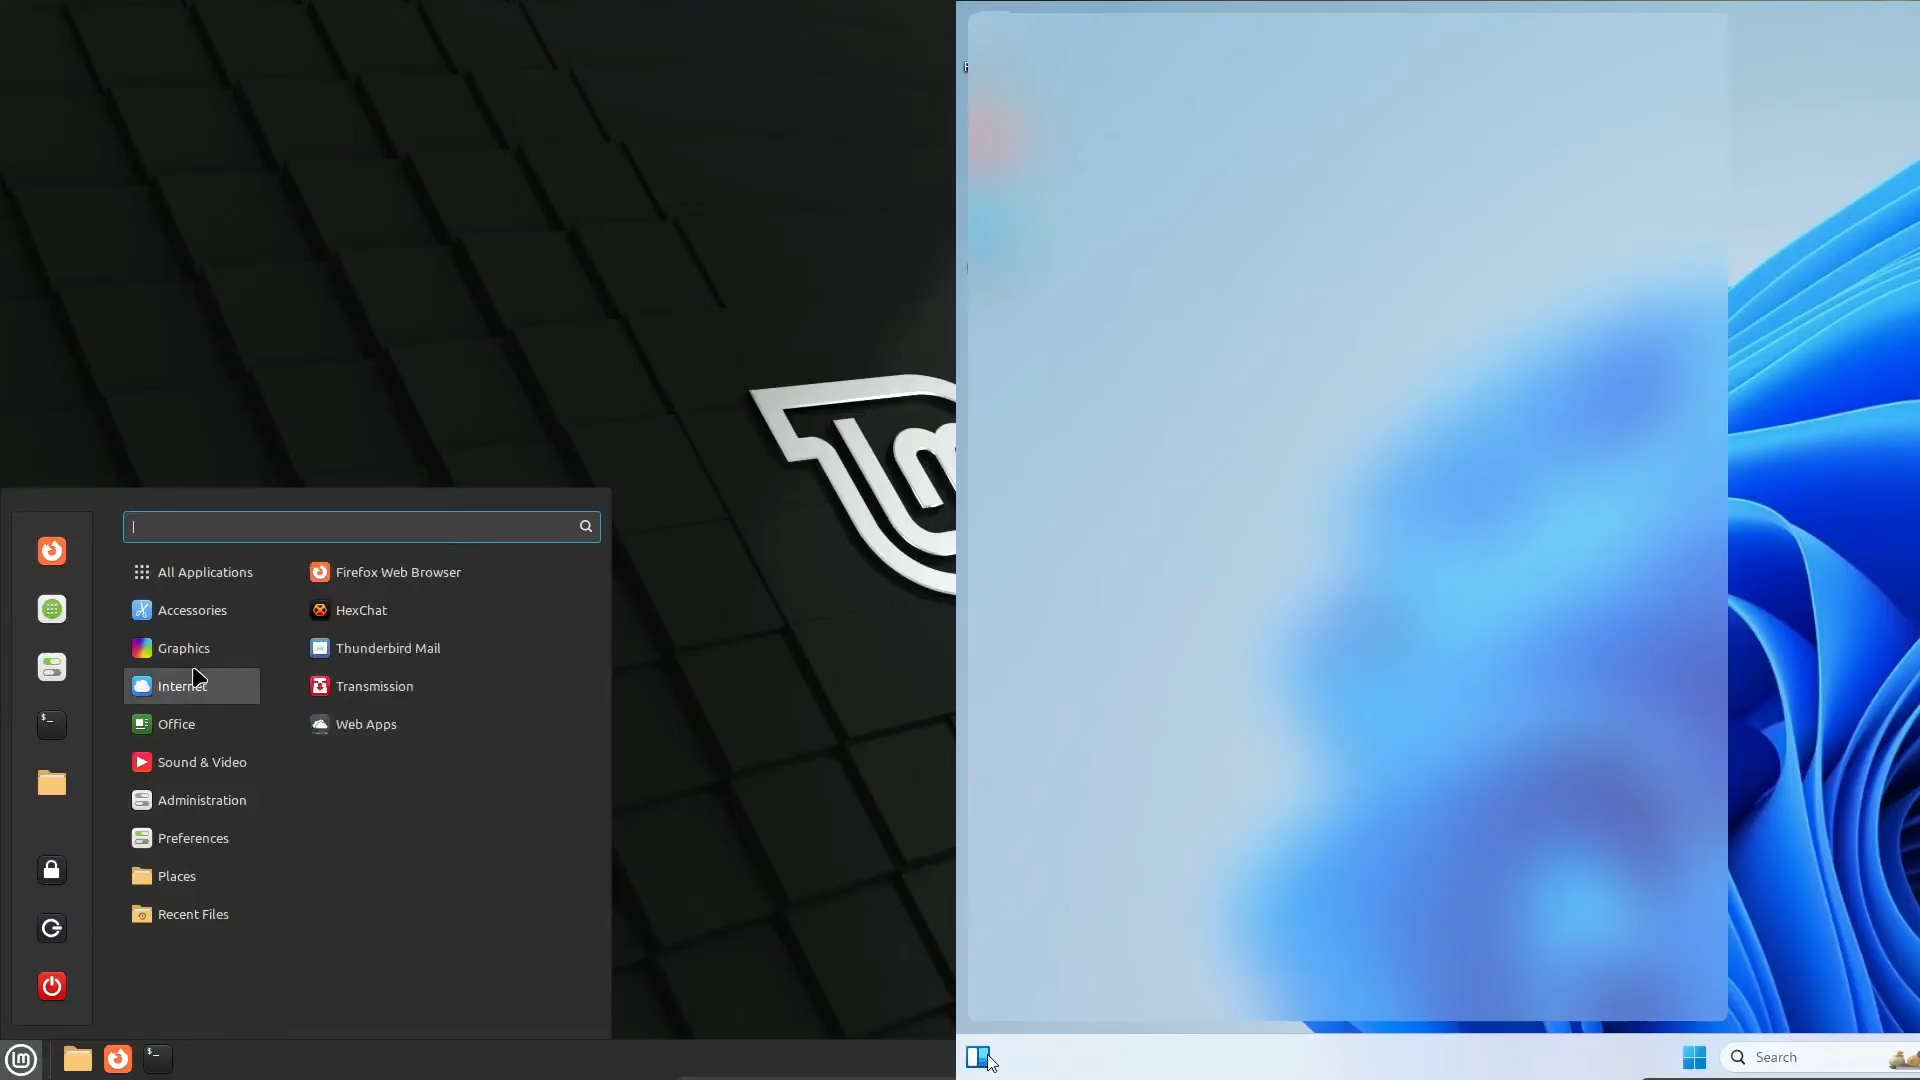 All Applications
Firefox Web Browser
Accessories
HexChat
Graphics
Thunderbird Mail
Internet
Transmission
Office
Web Apps
Sound & Video
Administration
Preferences
Places
Recent Files
Search